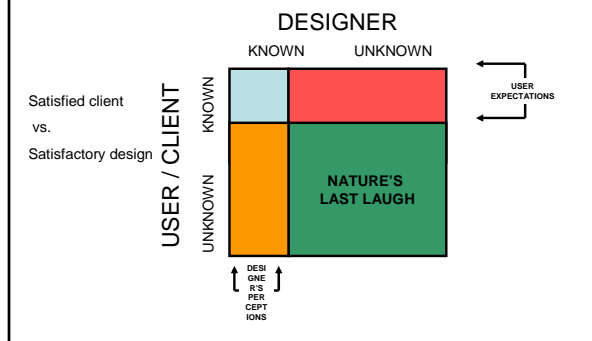 DESIGNER
KNOWN UNKNOWN
USER / CLIENT
KNOWN
UNKNOWN
Satisfied client
vs.
Satisfactory design
NATURE'S
LAST LAUGH
USER
EXPECTATIONS
DESI
GNE
R'S
PER
CEPT
IONS